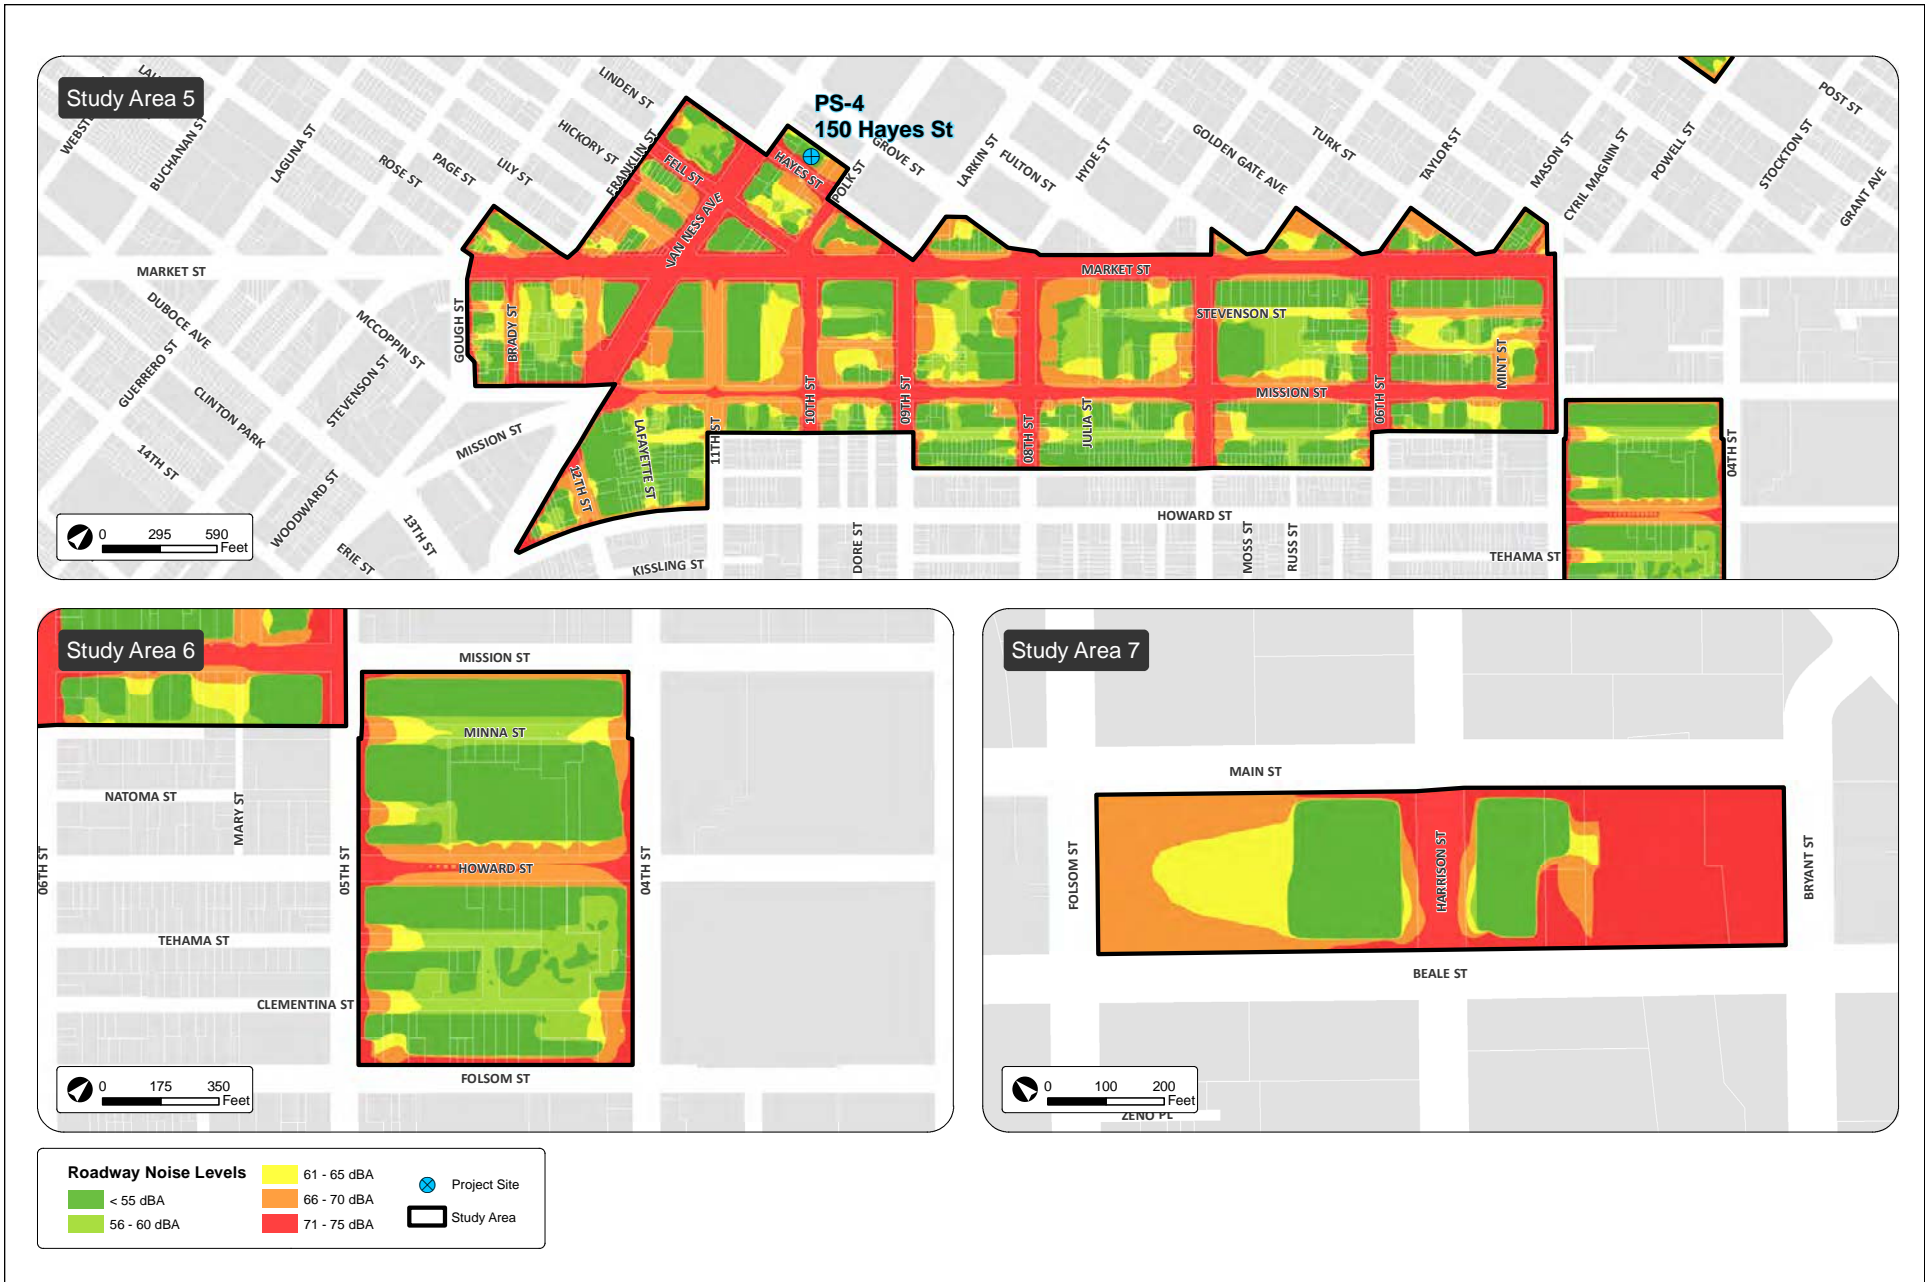 Study Area 5
PS-4
150 Hayes St
BUCHANAN ST
LAGUNA ST
ROSE ST
PAGE ST
LILY ST
HICKORY ST
LINDEN ST
FRANKLIN ST
FELL ST
HAYES ST
VAN NESS AVE
POLK ST
GROVE ST
LARKIN ST
FULTON ST
HYDE ST
GOLDEN GATE AVE
TURK ST
TAYLOR ST
MASON ST
CYRIL MAGNIN ST
POWELL ST
STOCKTON ST
GRANT AVE
POST ST
MARKET ST
MARKET ST
DUBOCE AVE
MCCOPPIN ST
GUERRERO ST
CLINTON PARK
STEVENSON ST
14TH ST
WOODWARD ST
ERIE ST
13TH ST
MISSION ST
GOUGH ST
BRADY ST
12TH ST
LAFAYETTE ST
11TH ST
10TH ST
09TH ST
08TH ST
JULIA ST
STEVENSON ST
MISSION ST
06TH ST
MINT ST
04TH ST
KISSLING ST
DORE ST
HOWARD ST
MOSS ST
RUSS ST
TEHAMA ST
0 295 590
Feet
Study Area 6
MISSION ST
MINNA ST
NATOMA ST
MARY ST
06TH ST
05TH ST
HOWARD ST
04TH ST
TEHAMA ST
CLEMENTINA ST
FOLSOM ST
0 175 350
Feet
Study Area 7
MAIN ST
FOLSOM ST
HARRISON ST
BRYANT ST
BEALE ST
0 100 200
Feet
ZENO PL
Roadway Noise Levels
< 55 dBA
56 - 60 dBA
61 - 65 dBA
66 - 70 dBA
71 - 75 dBA
Project Site
Study Area